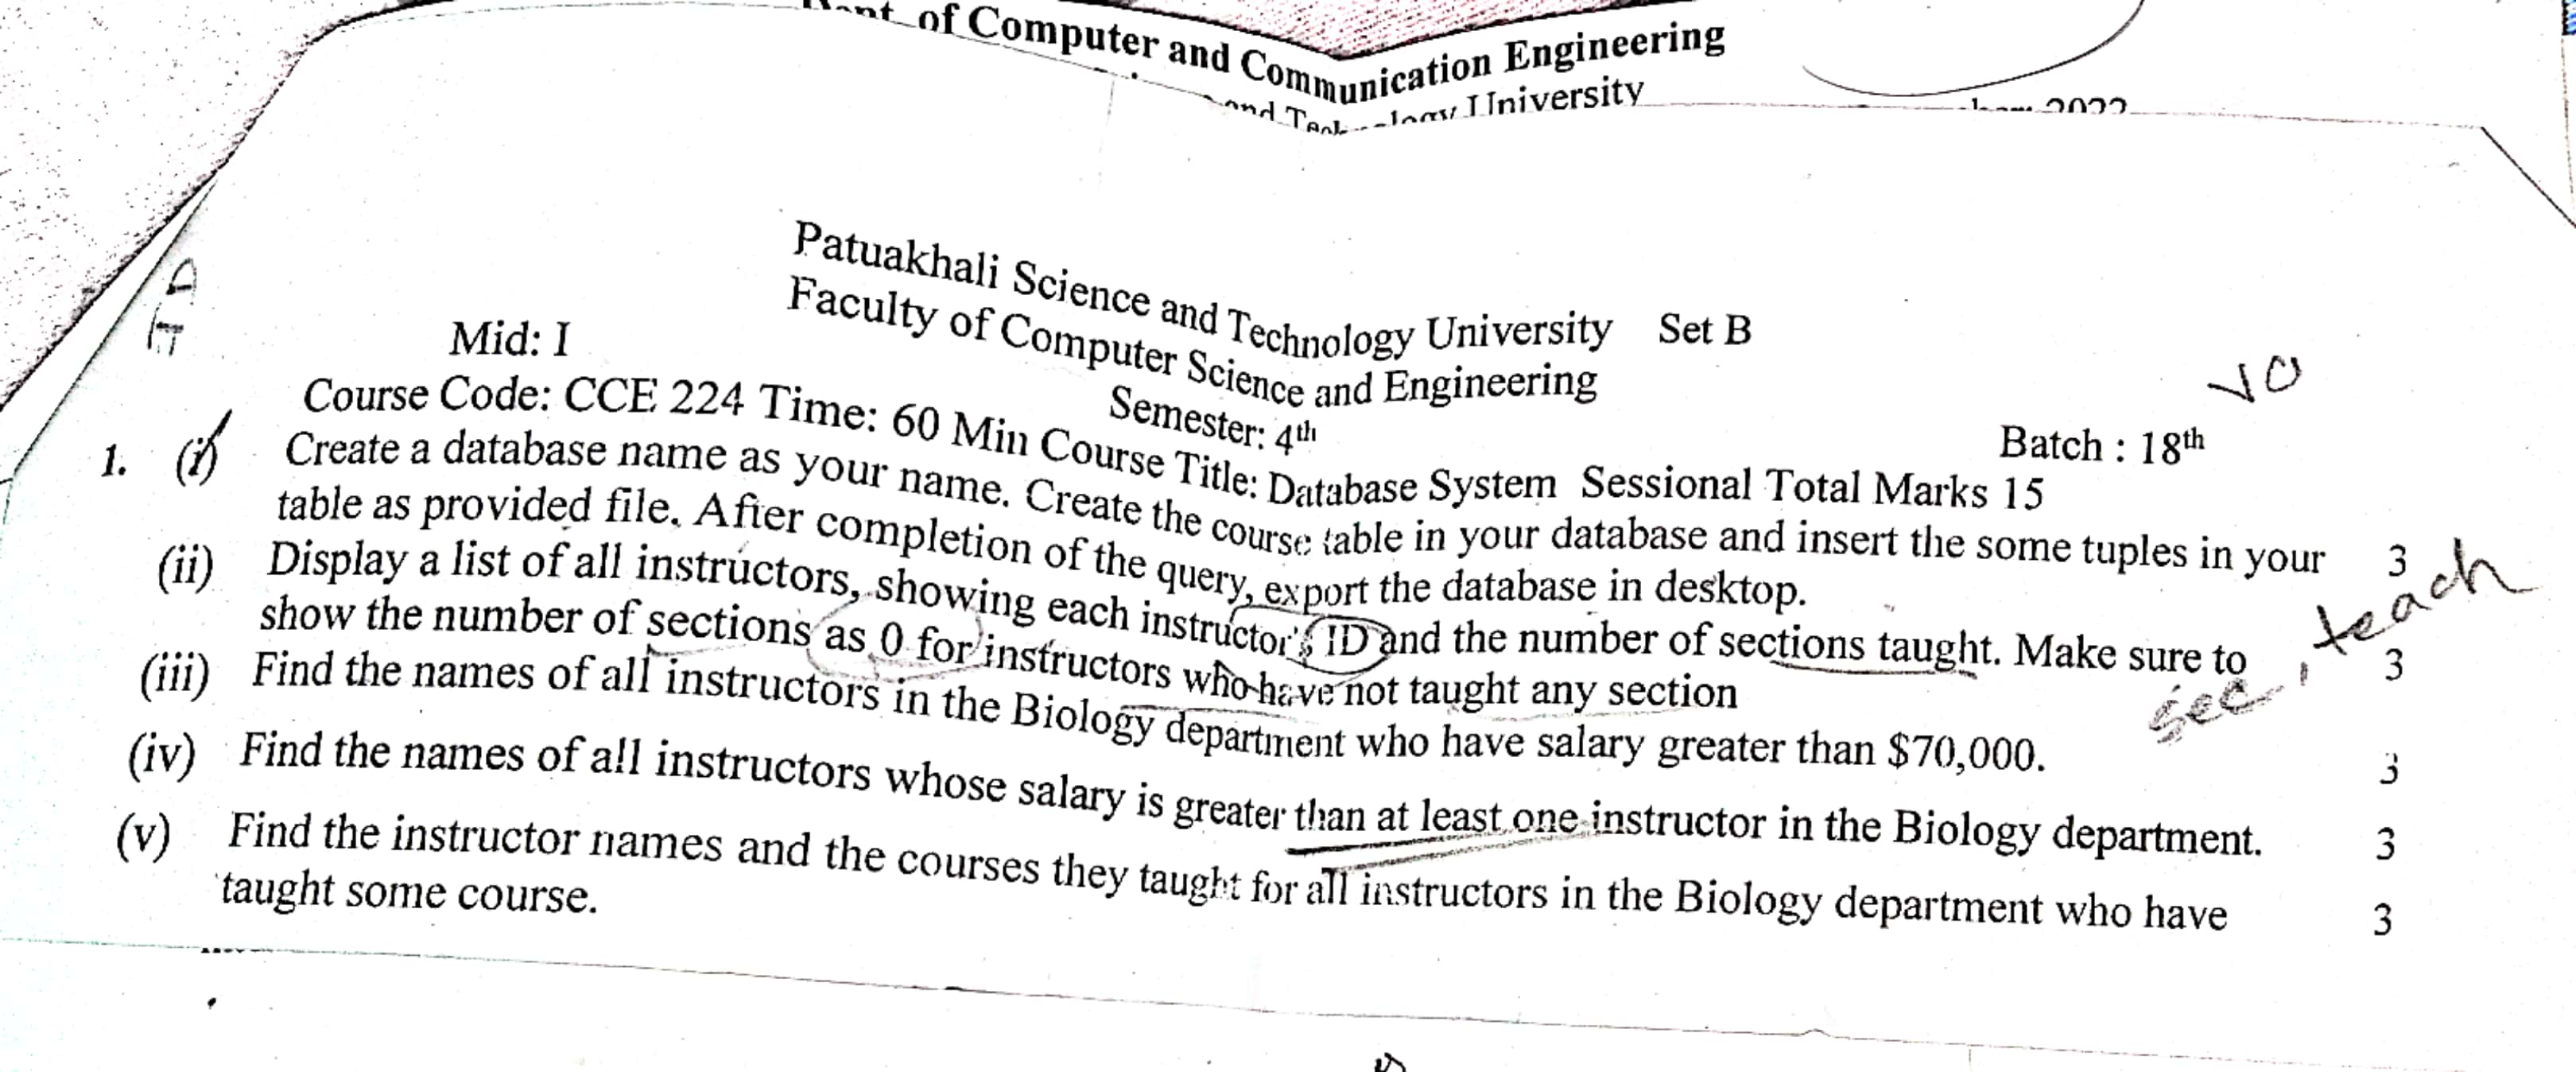 of Computer and Communication Engineering
and University
2022
Patuakhali Science and Technology University Set B
Faculty of Computer Science and Engineering
Mid: I Semester: 4th Batch : 18th
Course Code: CCE 224 Time: 60 Min Course Title: Database System Sessional Total Marks 15
1. (i) Create a database name as your name. Create the course table in your database and insert the some tuples in your 3
table as provided file. After completion of the query, export the database in desktop.
(ii) Display a list of all instructors, showing each instructor's ID and the number of sections taught. Make sure to 3
show the number of sections as 0 for instructors who have not taught any section
sec, teach
(iii) Find the names of all instructors in the Biology department who have salary greater than $70,000. 3
(iv) Find the names of all instructors whose salary is greater than at least one instructor in the Biology department. 3
(v) Find the instructor names and the courses they taught for all instructors in the Biology department who have 3
taught some course.